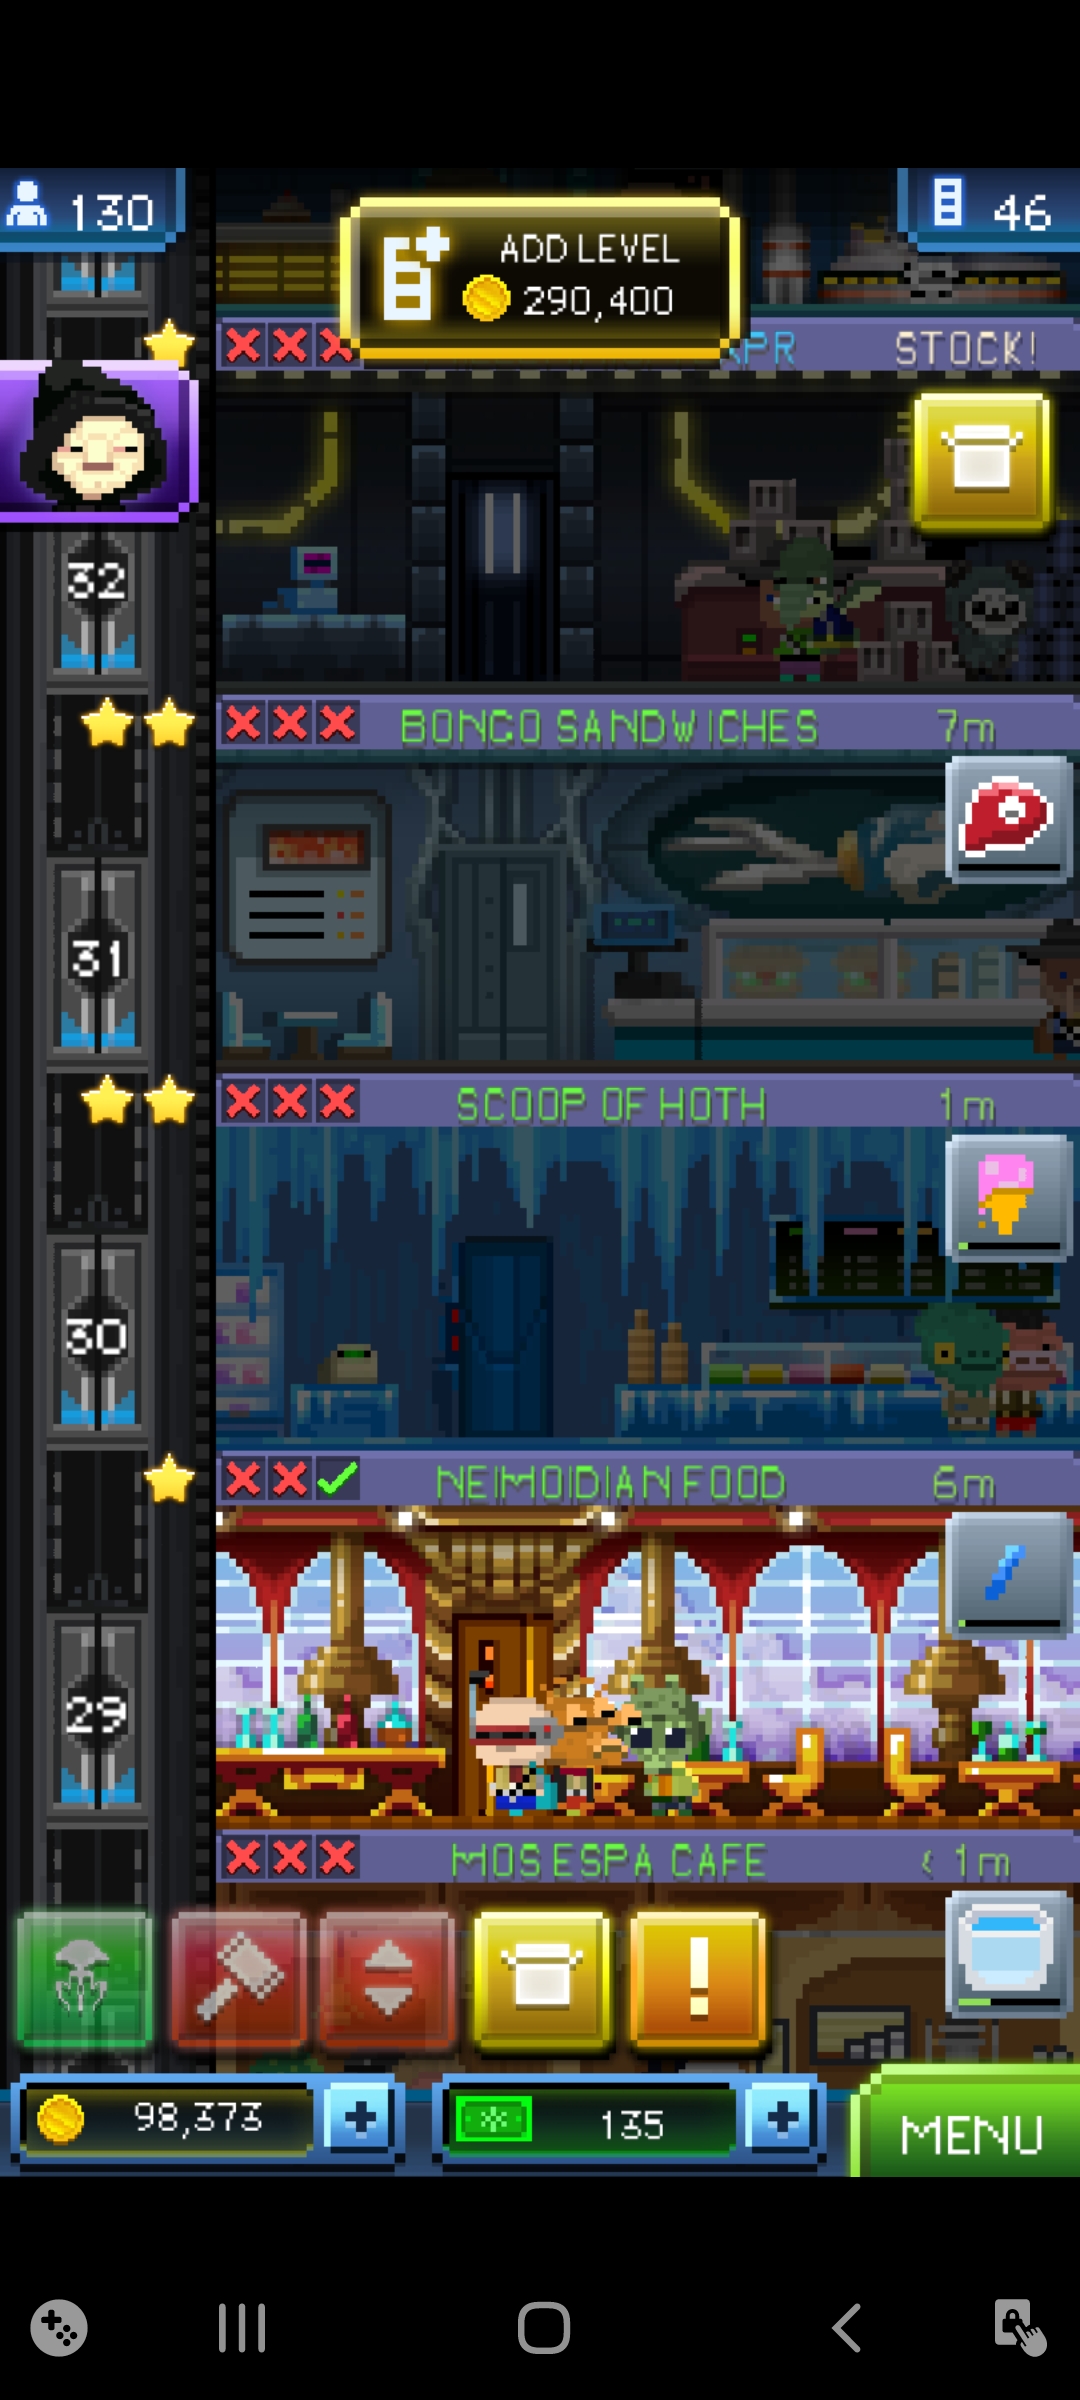 130
ADD LEVEL
290,400
46
STOCK!
32
BONGO SANDWICHES 7m
31
SCOOP OF HOTH 1m
30
NEIMOIDIAN FOOD 6m
29
MOS ESPA CAFE < 1m
98,373
135
MENU